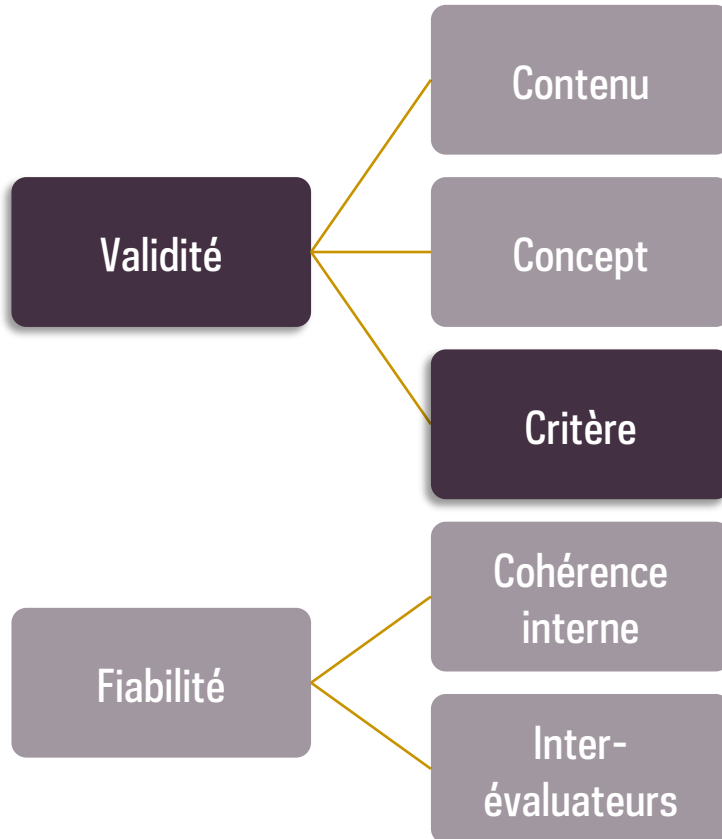 Contenu
Validité
Concept
Critère
Cohérence
interne
Fiabilité
Inter-
évaluateurs